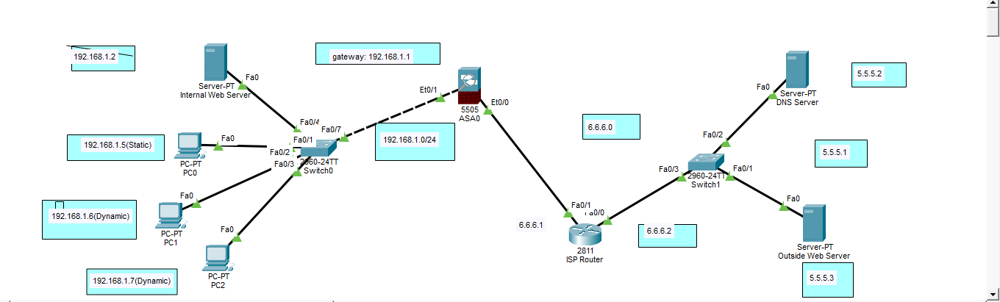 192.168.1.2
Fa0
Server-PT
Internal Web Server
gateway: 192.168.1.1
Et0/1
5505
ASA0
Et0/0
5.5.5.2
Fa0
Server-PT
DNS Server
6.6.6.0
Fa0/4
Fa0/7
Fa0/1
Fa0/2
Fa0/3
2960-24TT
Switch0
192.168.1.0/24
192.168.1.5(Static)
Fa0
PC-PT
PC0
Fa0/2
5.5.5.1
Fa0/3
2960-24TT
Switch1
Fa0/1
192.168.1.6(Dynamic)
Fa0
PC-PT
PC1
Fa0
Server-PT
Outside Web Server
6.6.6.1
Fa0/1
Fa0/0
2811
ISP Router
6.6.6.2
192.168.1.7(Dynamic)
Fa0
PC-PT
PC2
5.5.5.3